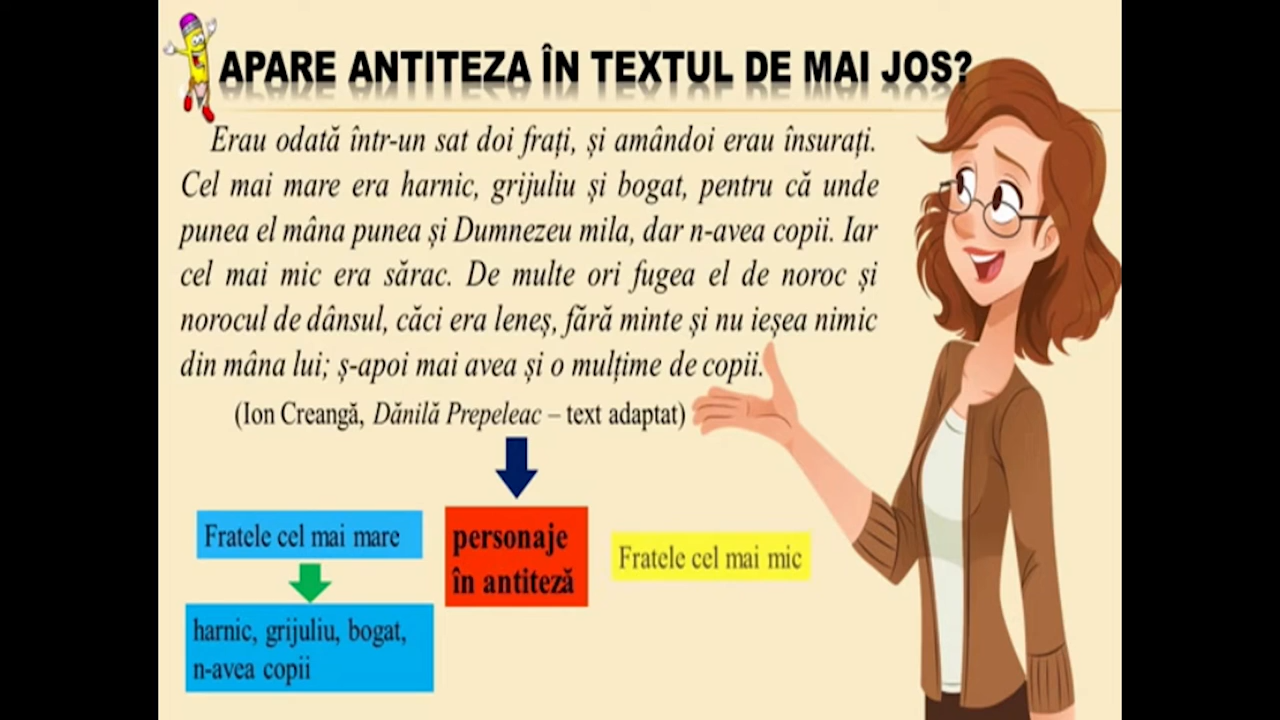 APARE ANTITEZA ÎN TEXTUL DE MAI JOS?
Erau odată într-un sat doi frați, și amândoi erau însurați.
Cel mai mare era harnic, grijuliu și bogat, pentru că unde
punea el mâna punea și Dumnezeu mila, dar n-avea copii. Iar
cel mai mic era sărac. De multe ori fugea el de noroc și
norocul de dânsul, căci era leneș, fără minte și nu ieșea nimic
din mâna lui; ș-apoi mai avea și o mulțime de copii.
(Ion Creangă, Dănilă Prepeleac – text adaptat)
Fratele cel mai mare
personaje
în antiteză
Fratele cel mai mic
harnic, grijuliu, bogat,
n-avea copii